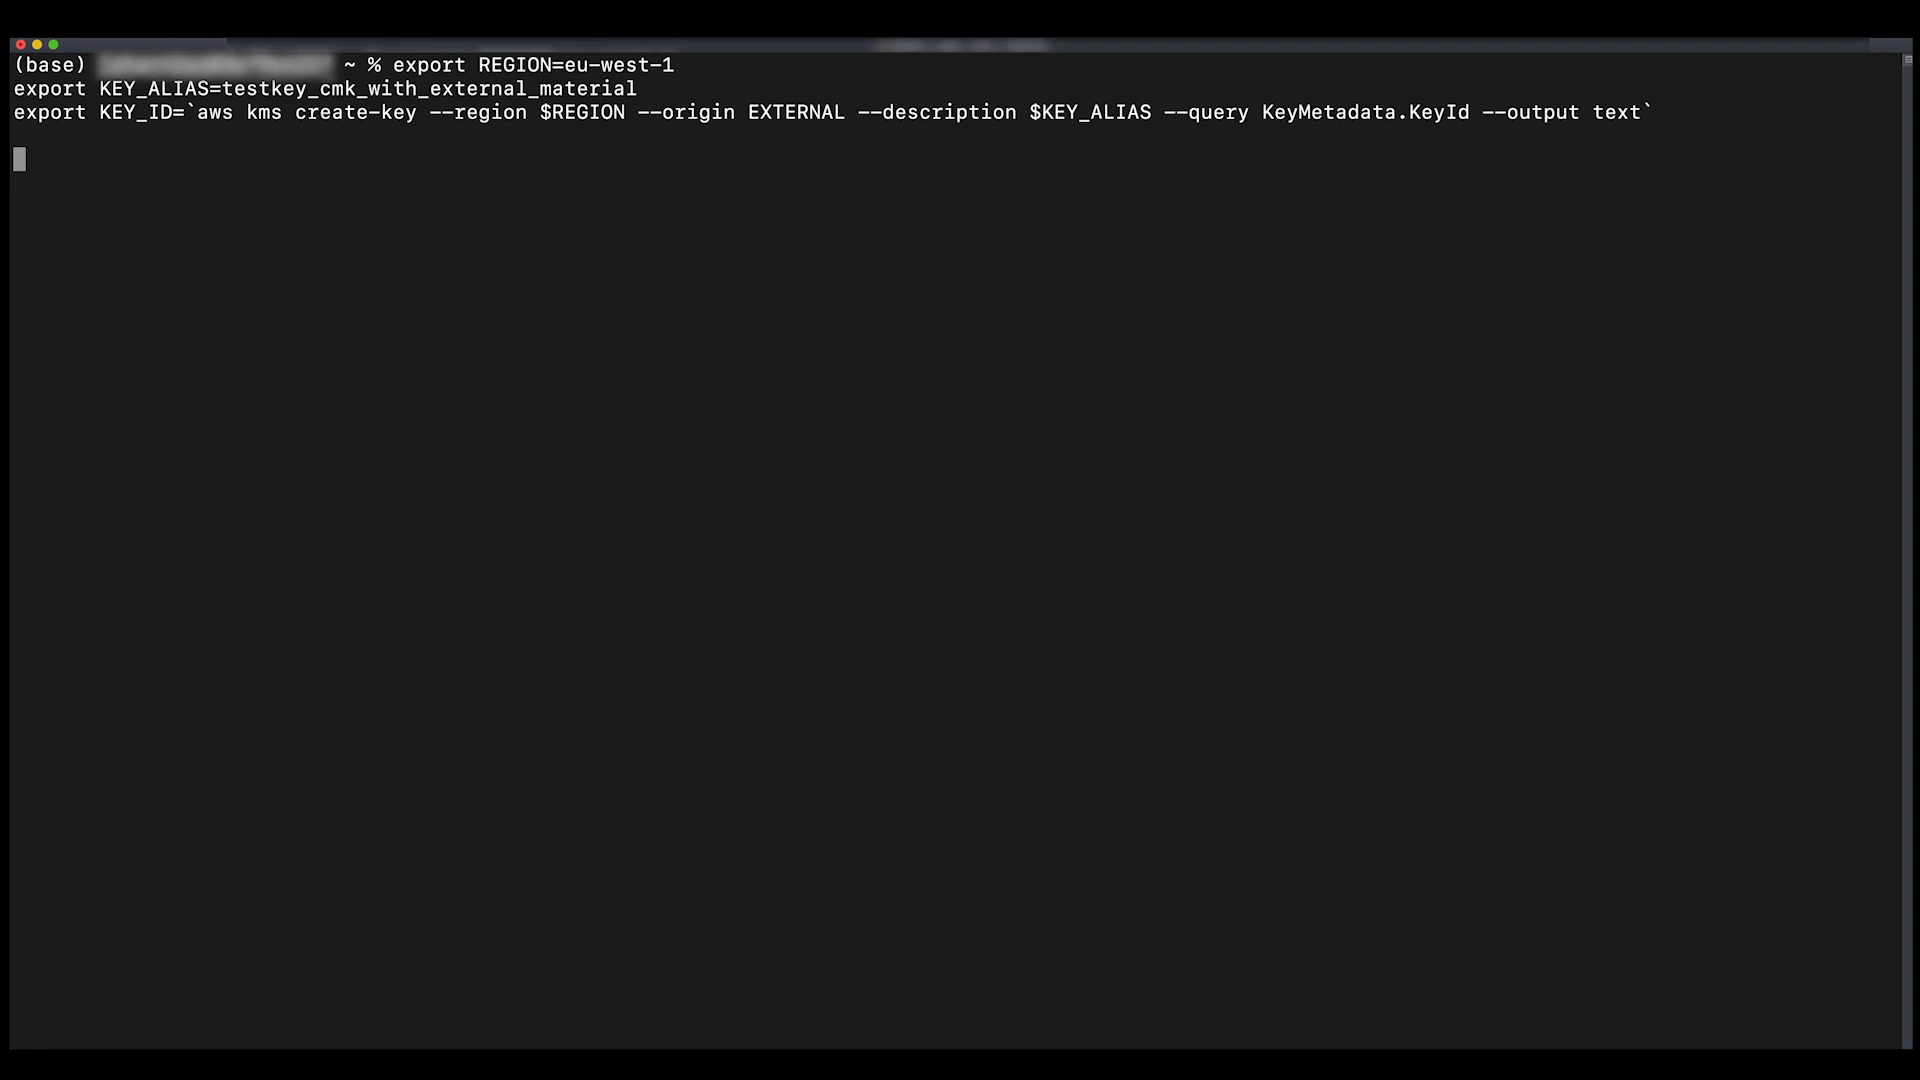 (base) ~ % export REGION=eu-west-1
export KEY_ALIAS=testkey_cmk_with_external_material
export KEY_ID=`aws kms create-key --region $REGION --origin EXTERNAL --description $KEY_ALIAS --query KeyMetadata.KeyId --output text`